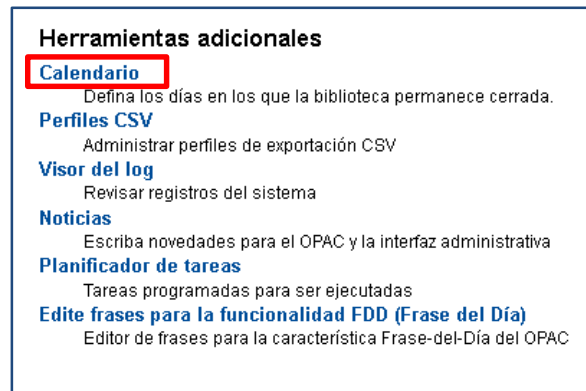 Herramientas adicionales
Calendario
Defina los días en los que la biblioteca permanece cerrada.
Perfiles CSV
Administrar perfiles de exportación CSV
Visor del log
Revisar registros del sistema
Noticias
Escriba novedades para el OPAC y la interfaz administrativa
Planificador de tareas
Tareas programadas para ser ejecutadas
Edite frases para la funcionalidad FDD (Frase del Día)
Editor de frases para la característica Frase-del-Día del OPAC